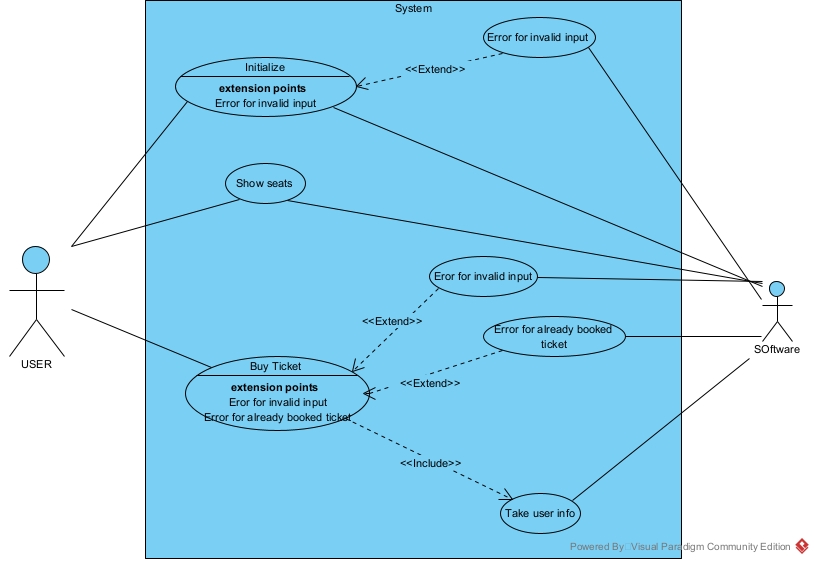 System
Error for invalid input
<<Extend>>
Initialize
extension points
Error for invalid input
Show seats
Eror for invalid input
<<Extend>>
Error for already booked
ticket
USER
SOftware
Buy Ticket
extension points
Eror for invalid input
Error for already booked ticket
<<Extend>>
<<Include>>
Take user info
Powered By: Visual Paradigm Community Edition